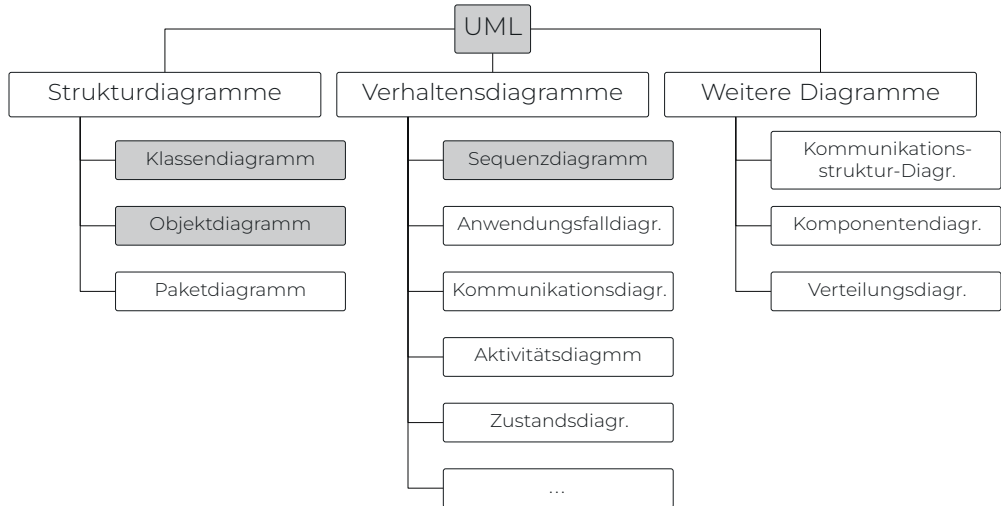 UML
Strukturdiagramme
Verhaltensdiagramme
Weitere Diagramme
Klassendiagramm
Objektdiagramm
Paketdiagramm
Sequenzdiagramm
Anwendungsfalldiagr.
Kommunikationsdiagr.
Aktivitätsdiagmm
Zustandsdiagr.
...
Kommunikations-
struktur-Diagr.
Komponentendiagr.
Verteilungsdiagr.